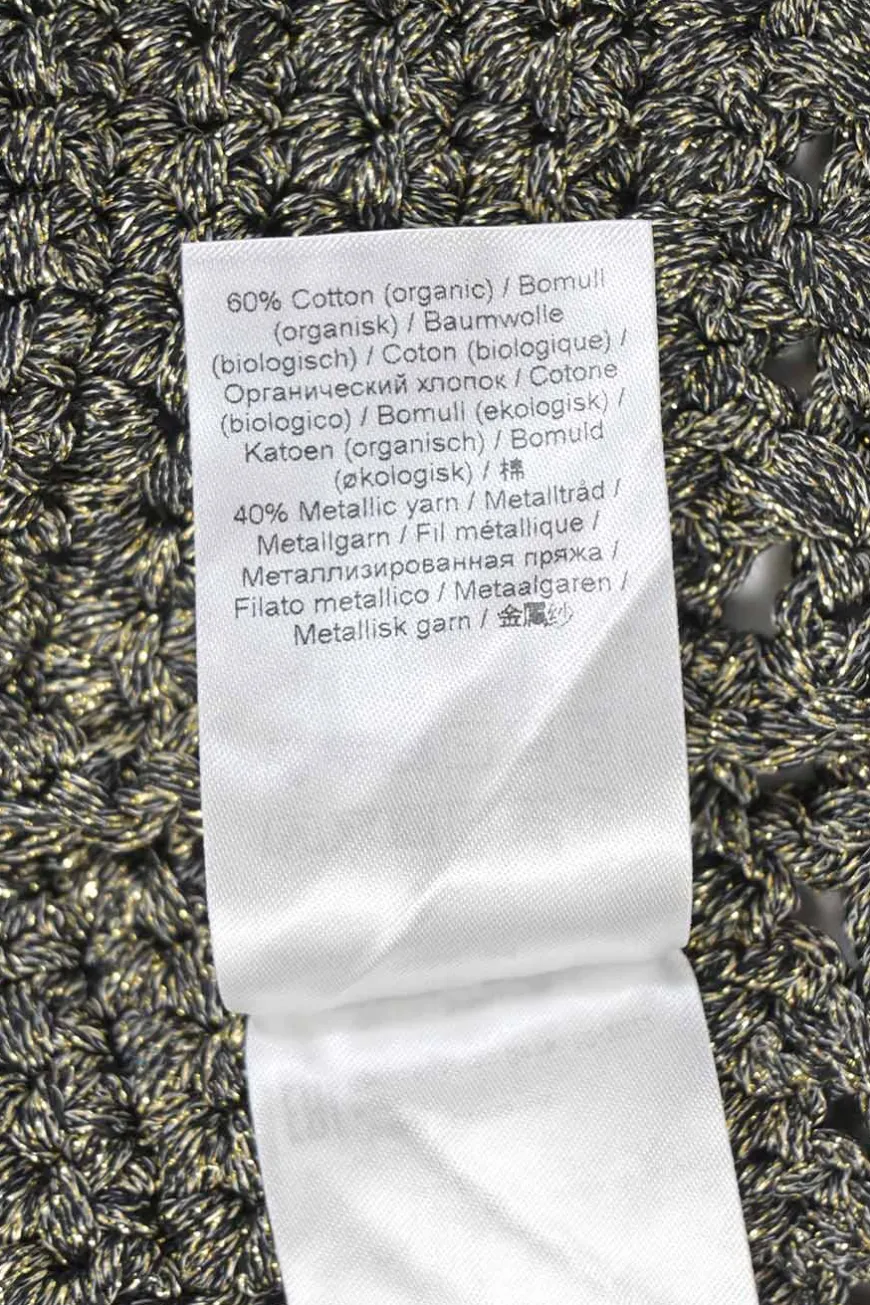 60% Cotton (organic) / Bomull
(organisk) / Baumwolle
(biologisch) / Coton (biologique) /
Органический хлопок / Cotone
(biologico) / Bomull (ekologisk) /
Katoen (organisch) / Bomuld
(økologisk) / 棉
40% Metallic yarn / Metalltråd /
Metallgarn / Fil métallique /
Металлизированная пряжа /
Filato metallico / Metaalgaren /
Metallisk garn / 金属纱